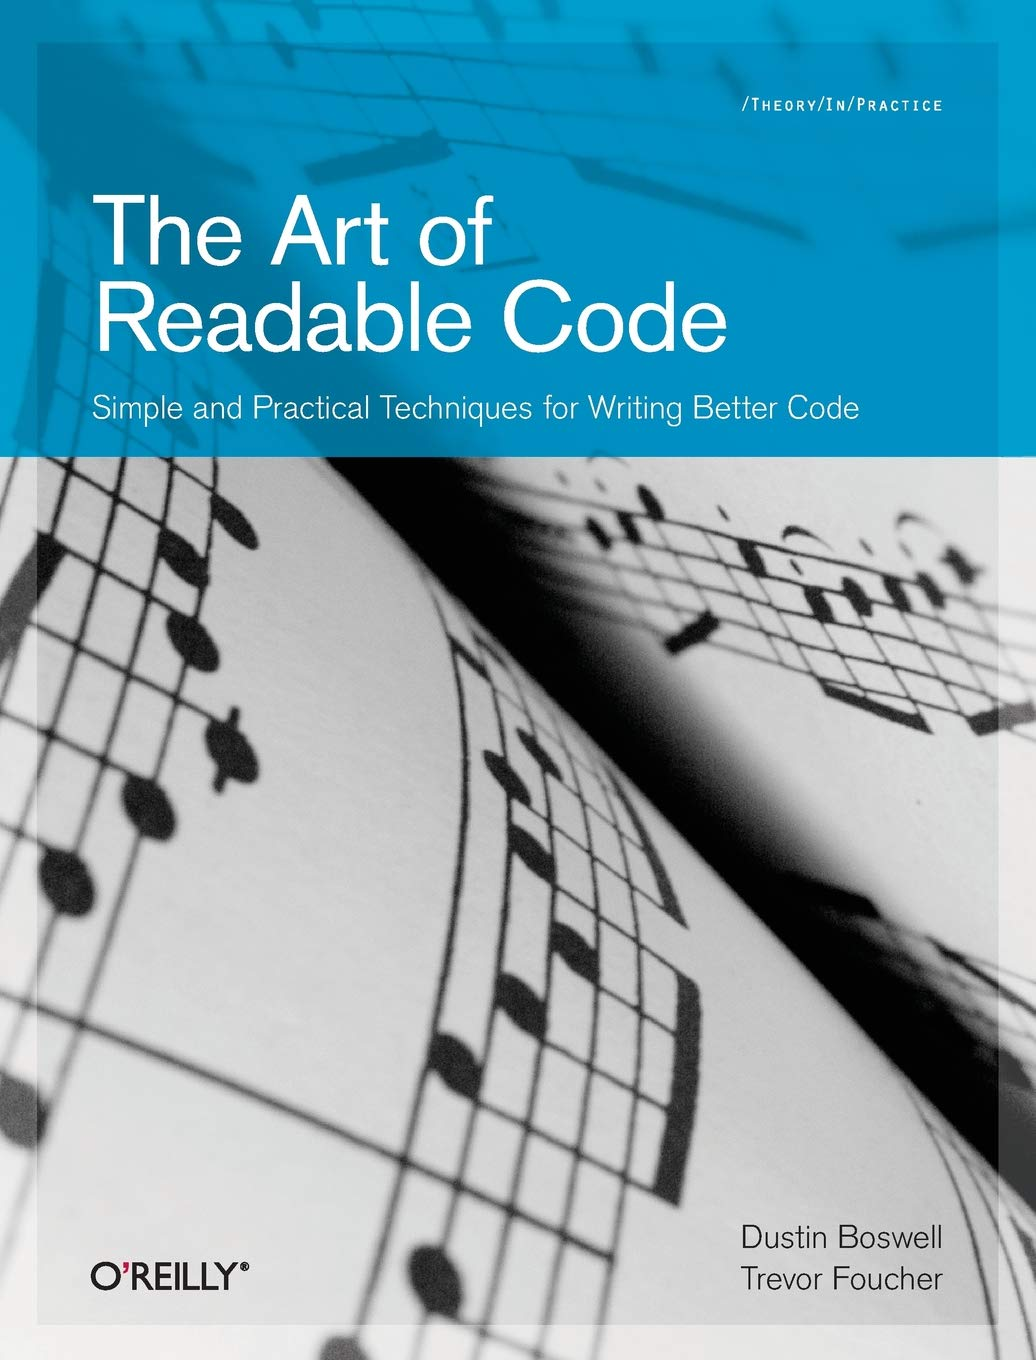 /THEORY/IN/PRACTICE
The Art of
Readable Code
Simple and Practical Techniques for Writing Better Code
Dustin Boswell
Trevor Foucher
O'REILLY®